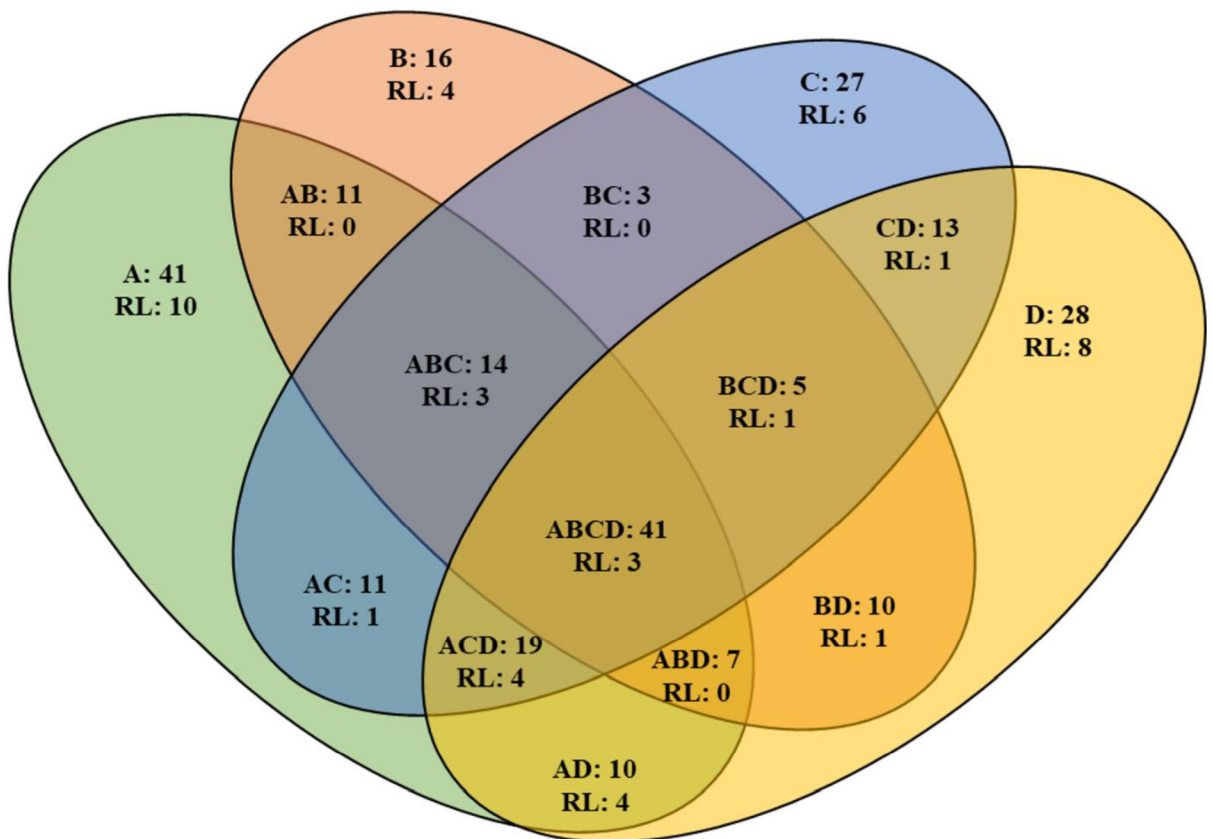 B: 16
RL: 4
C: 27
RL: 6
AB: 11
RL: 0
BC: 3
RL: 0
CD: 13
RL: 1
A: 41
RL: 10
D: 28
RL: 8
ABC: 14
RL: 3
BCD: 5
RL: 1
ABCD: 41
RL: 3
AC: 11
RL: 1
BD: 10
RL: 1
ACD: 19
RL: 4
ABD: 7
RL: 0
AD: 10
RL: 4